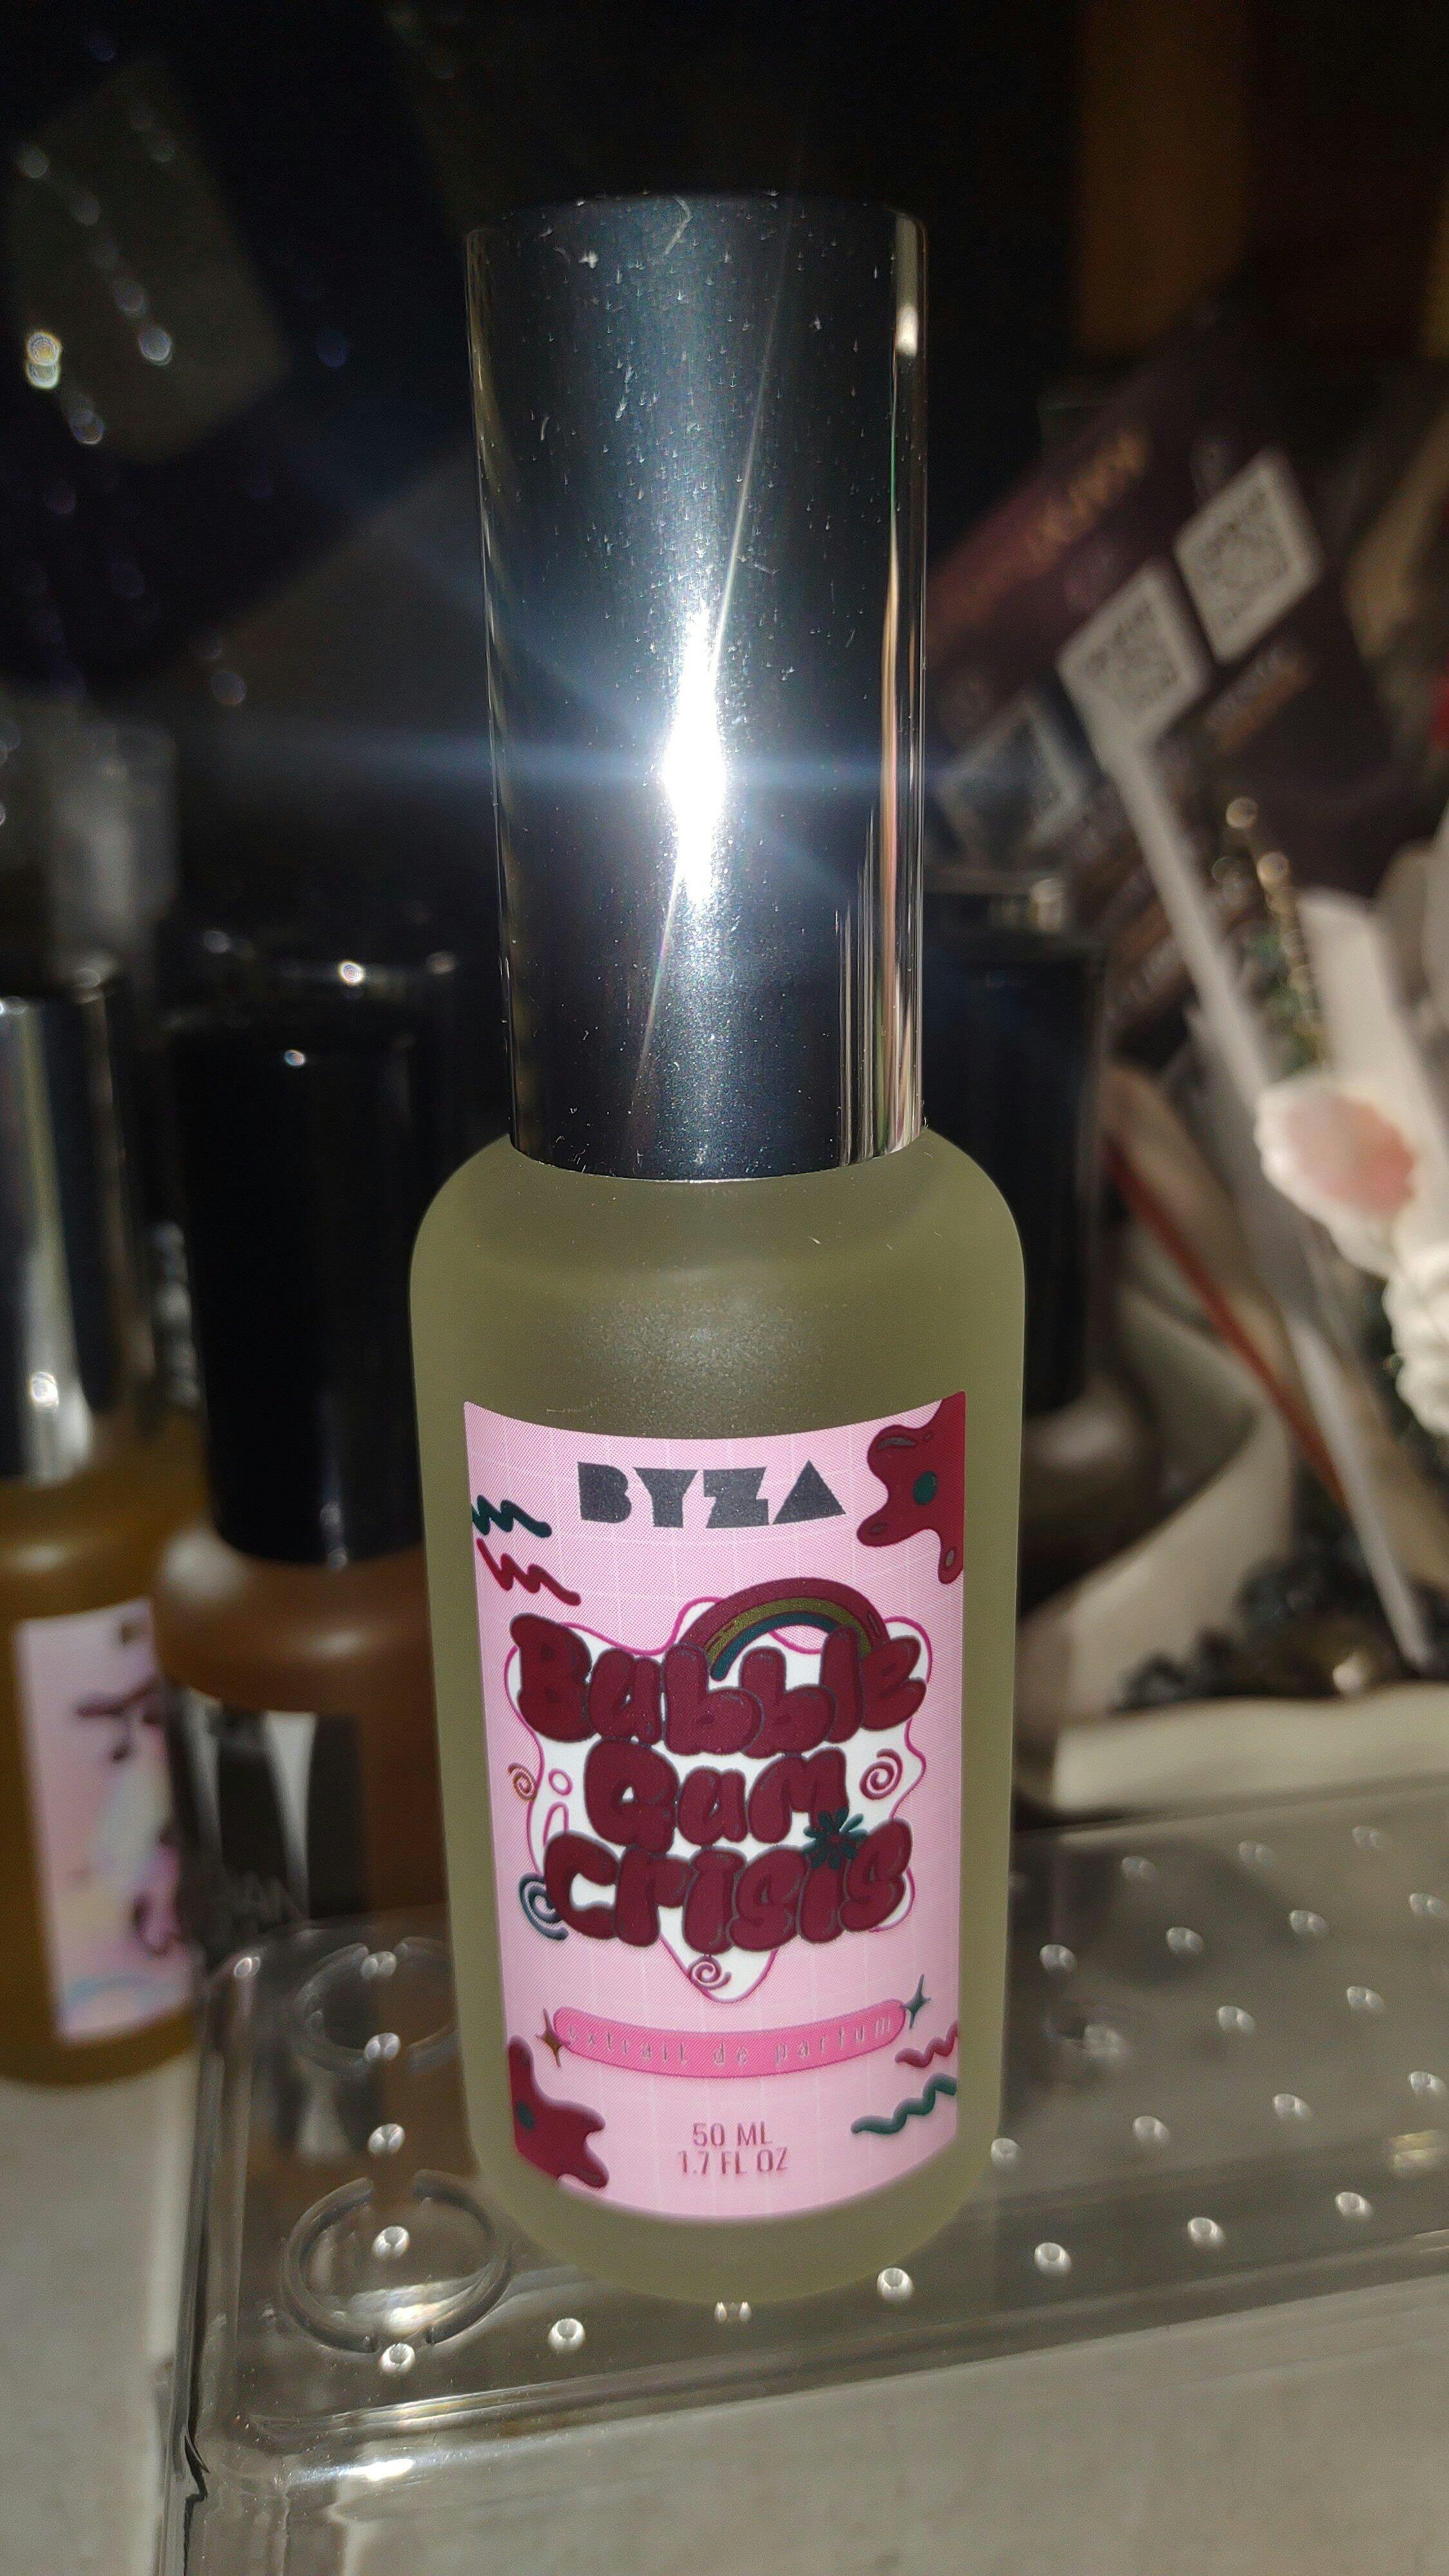 BYZA
Bubble
Gum
Crisis
extrait de parfum
50 ML
1.7 FL OZ